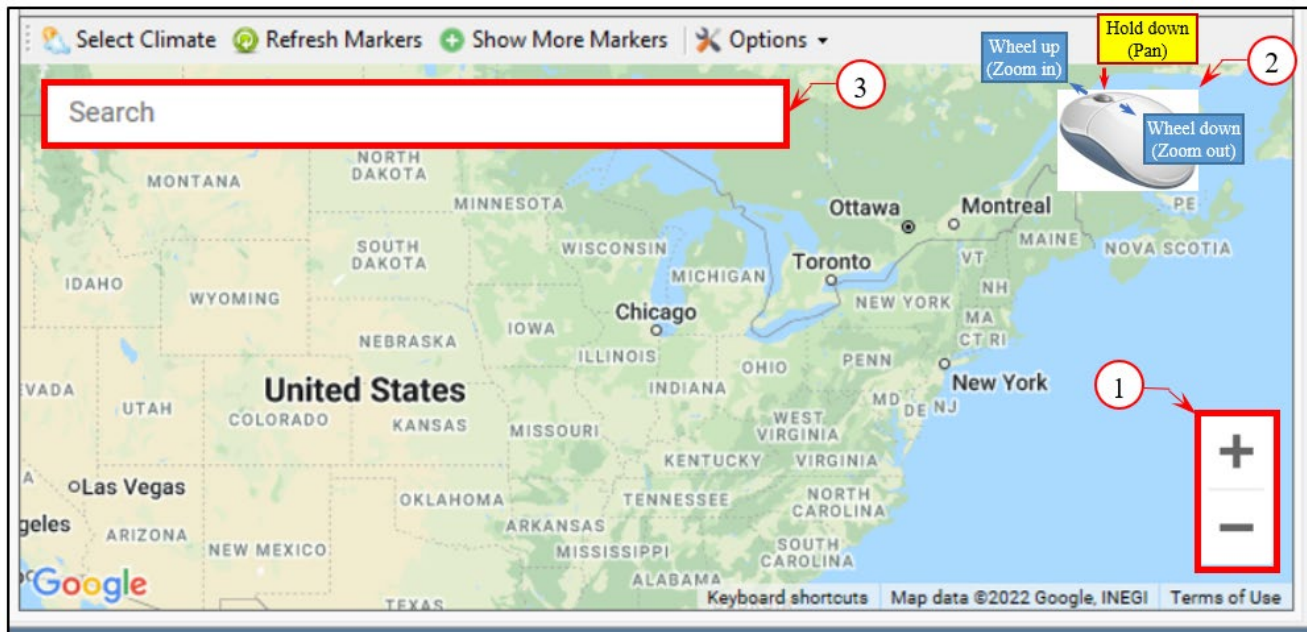 Select Climate Refresh Markers Show More Markers Options
Wheel up
(Zoom in)
Hold down
(Pan)
2
3
Search
Wheel down
(Zoom out)
NORTH
DAKOTA
MONTANA
MINNESOTA
Ottawa
Montreal
PE
MAINE
NOVA SCOTIA
SOUTH
DAKOTA
WISCONSIN
MICHIGAN
Toronto
VT
IDAHO
WYOMING
NH
NEW YORK
Chicago
MA
IOWA
CT RI
NEBRASKA
ILLINOIS
OHIO
PENN
United States
INDIANA
New York
1
EVADA
UTAH
COLORADO
KANSAS
MISSOURI
MD
DE
NJ
WEST
VIRGINIA
KENTUCKY
VIRGINIA
+
Las Vegas
OKLAHOMA
TENNESSEE
NORTH
CAROLINA
geles
ARIZONA
NEW MEXICO
ARKANSAS
MISSISSIPPI
SOUTH
CAROLINA
−
Google
ALABAMA
TEXAS
Keyboard shortcuts Map data ©2022 Google, INEGI Terms of Use